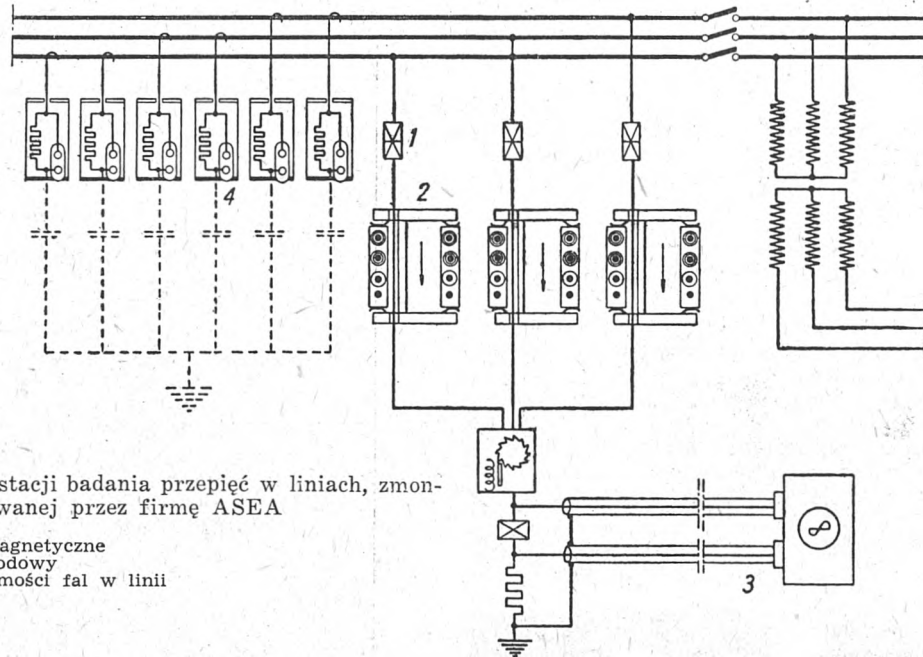 1
2
4
3
stacji badania przepięć w liniach, zmon-
wanej przez firmę ASEA
agnetyczne
odowy
mości fal w linii